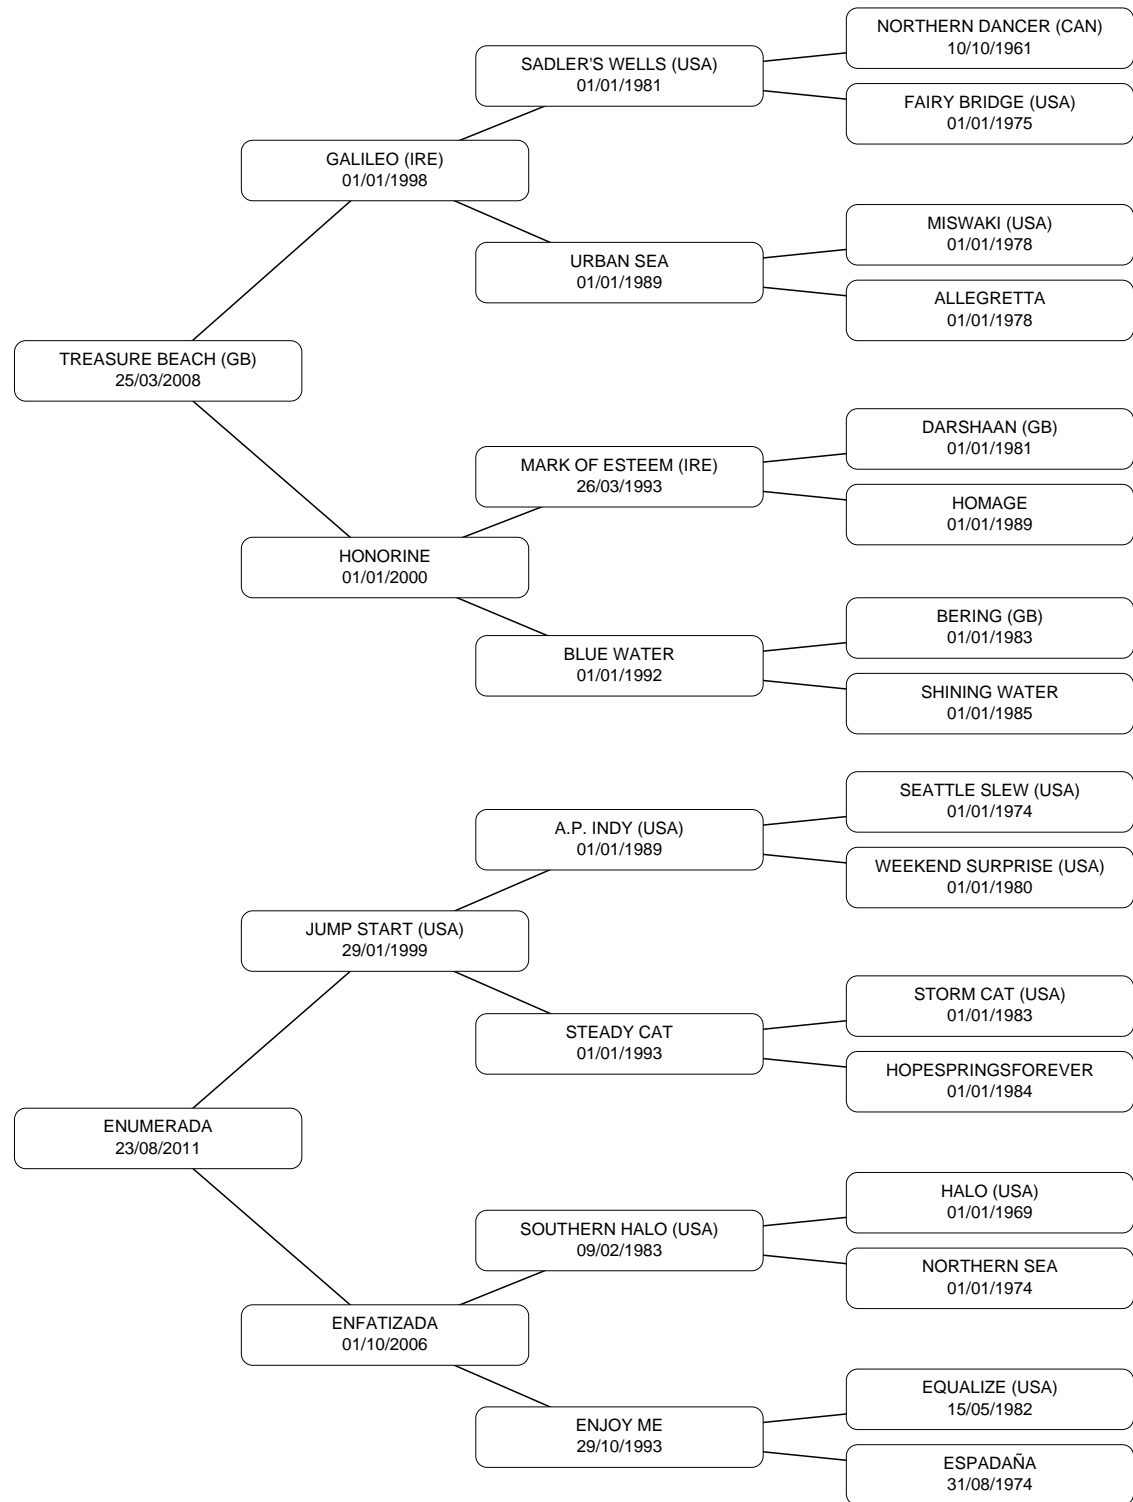 NORTHERN DANCER (CAN)
10/10/1961
SADLER'S WELLS (USA)
01/01/1981
FAIRY BRIDGE (USA)
01/01/1975
GALILEO (IRE)
01/01/1998
MISWAKI (USA)
01/01/1978
URBAN SEA
01/01/1989
ALLEGRETTA
01/01/1978
TREASURE BEACH (GB)
25/03/2008
DARSHAAN (GB)
01/01/1981
MARK OF ESTEEM (IRE)
26/03/1993
HOMAGE
01/01/1989
HONORINE
01/01/2000
BERING (GB)
01/01/1983
BLUE WATER
01/01/1992
SHINING WATER
01/01/1985
SEATTLE SLEW (USA)
01/01/1974
A.P. INDY (USA)
01/01/1989
WEEKEND SURPRISE (USA)
01/01/1980
JUMP START (USA)
29/01/1999
STORM CAT (USA)
01/01/1983
STEADY CAT
01/01/1993
HOPESPRINGSFOREVER
01/01/1984
ENUMERADA
23/08/2011
HALO (USA)
01/01/1969
SOUTHERN HALO (USA)
09/02/1983
NORTHERN SEA
01/01/1974
ENFATIZADA
01/10/2006
EQUALIZE (USA)
15/05/1982
ENJOY ME
29/10/1993
ESPADAÑA
31/08/1974